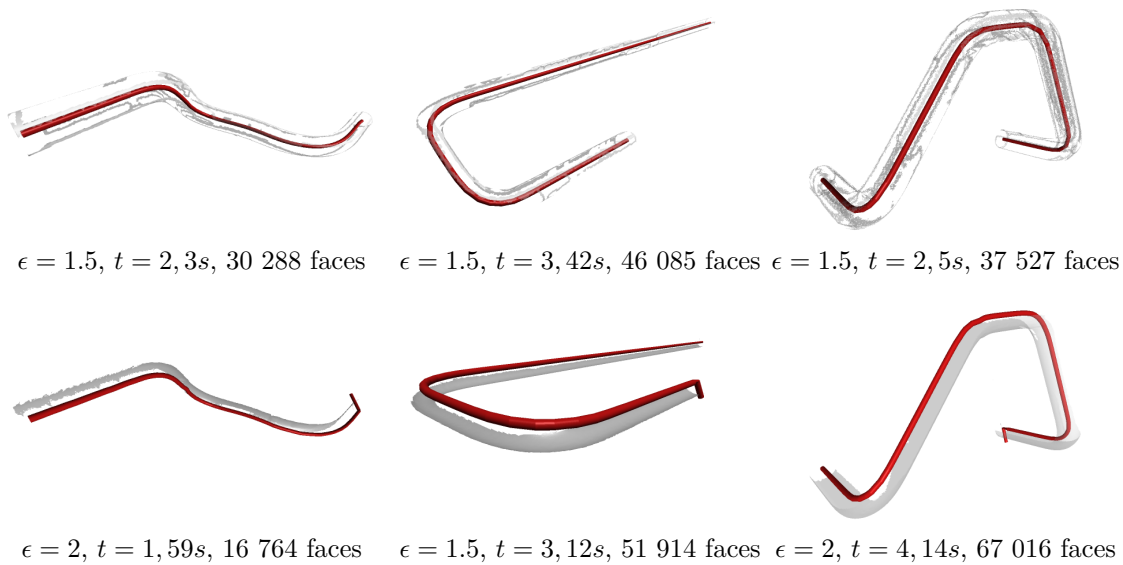 ϵ = 1.5, t = 2, 3s, 30 288 faces ϵ = 1.5, t = 3, 42s, 46 085 faces ϵ = 1.5, t = 2, 5s, 37 527 faces
ϵ = 2, t = 1, 59s, 16 764 faces ϵ = 1.5, t = 3, 12s, 51 914 faces ϵ = 2, t = 4, 14s, 67 016 faces